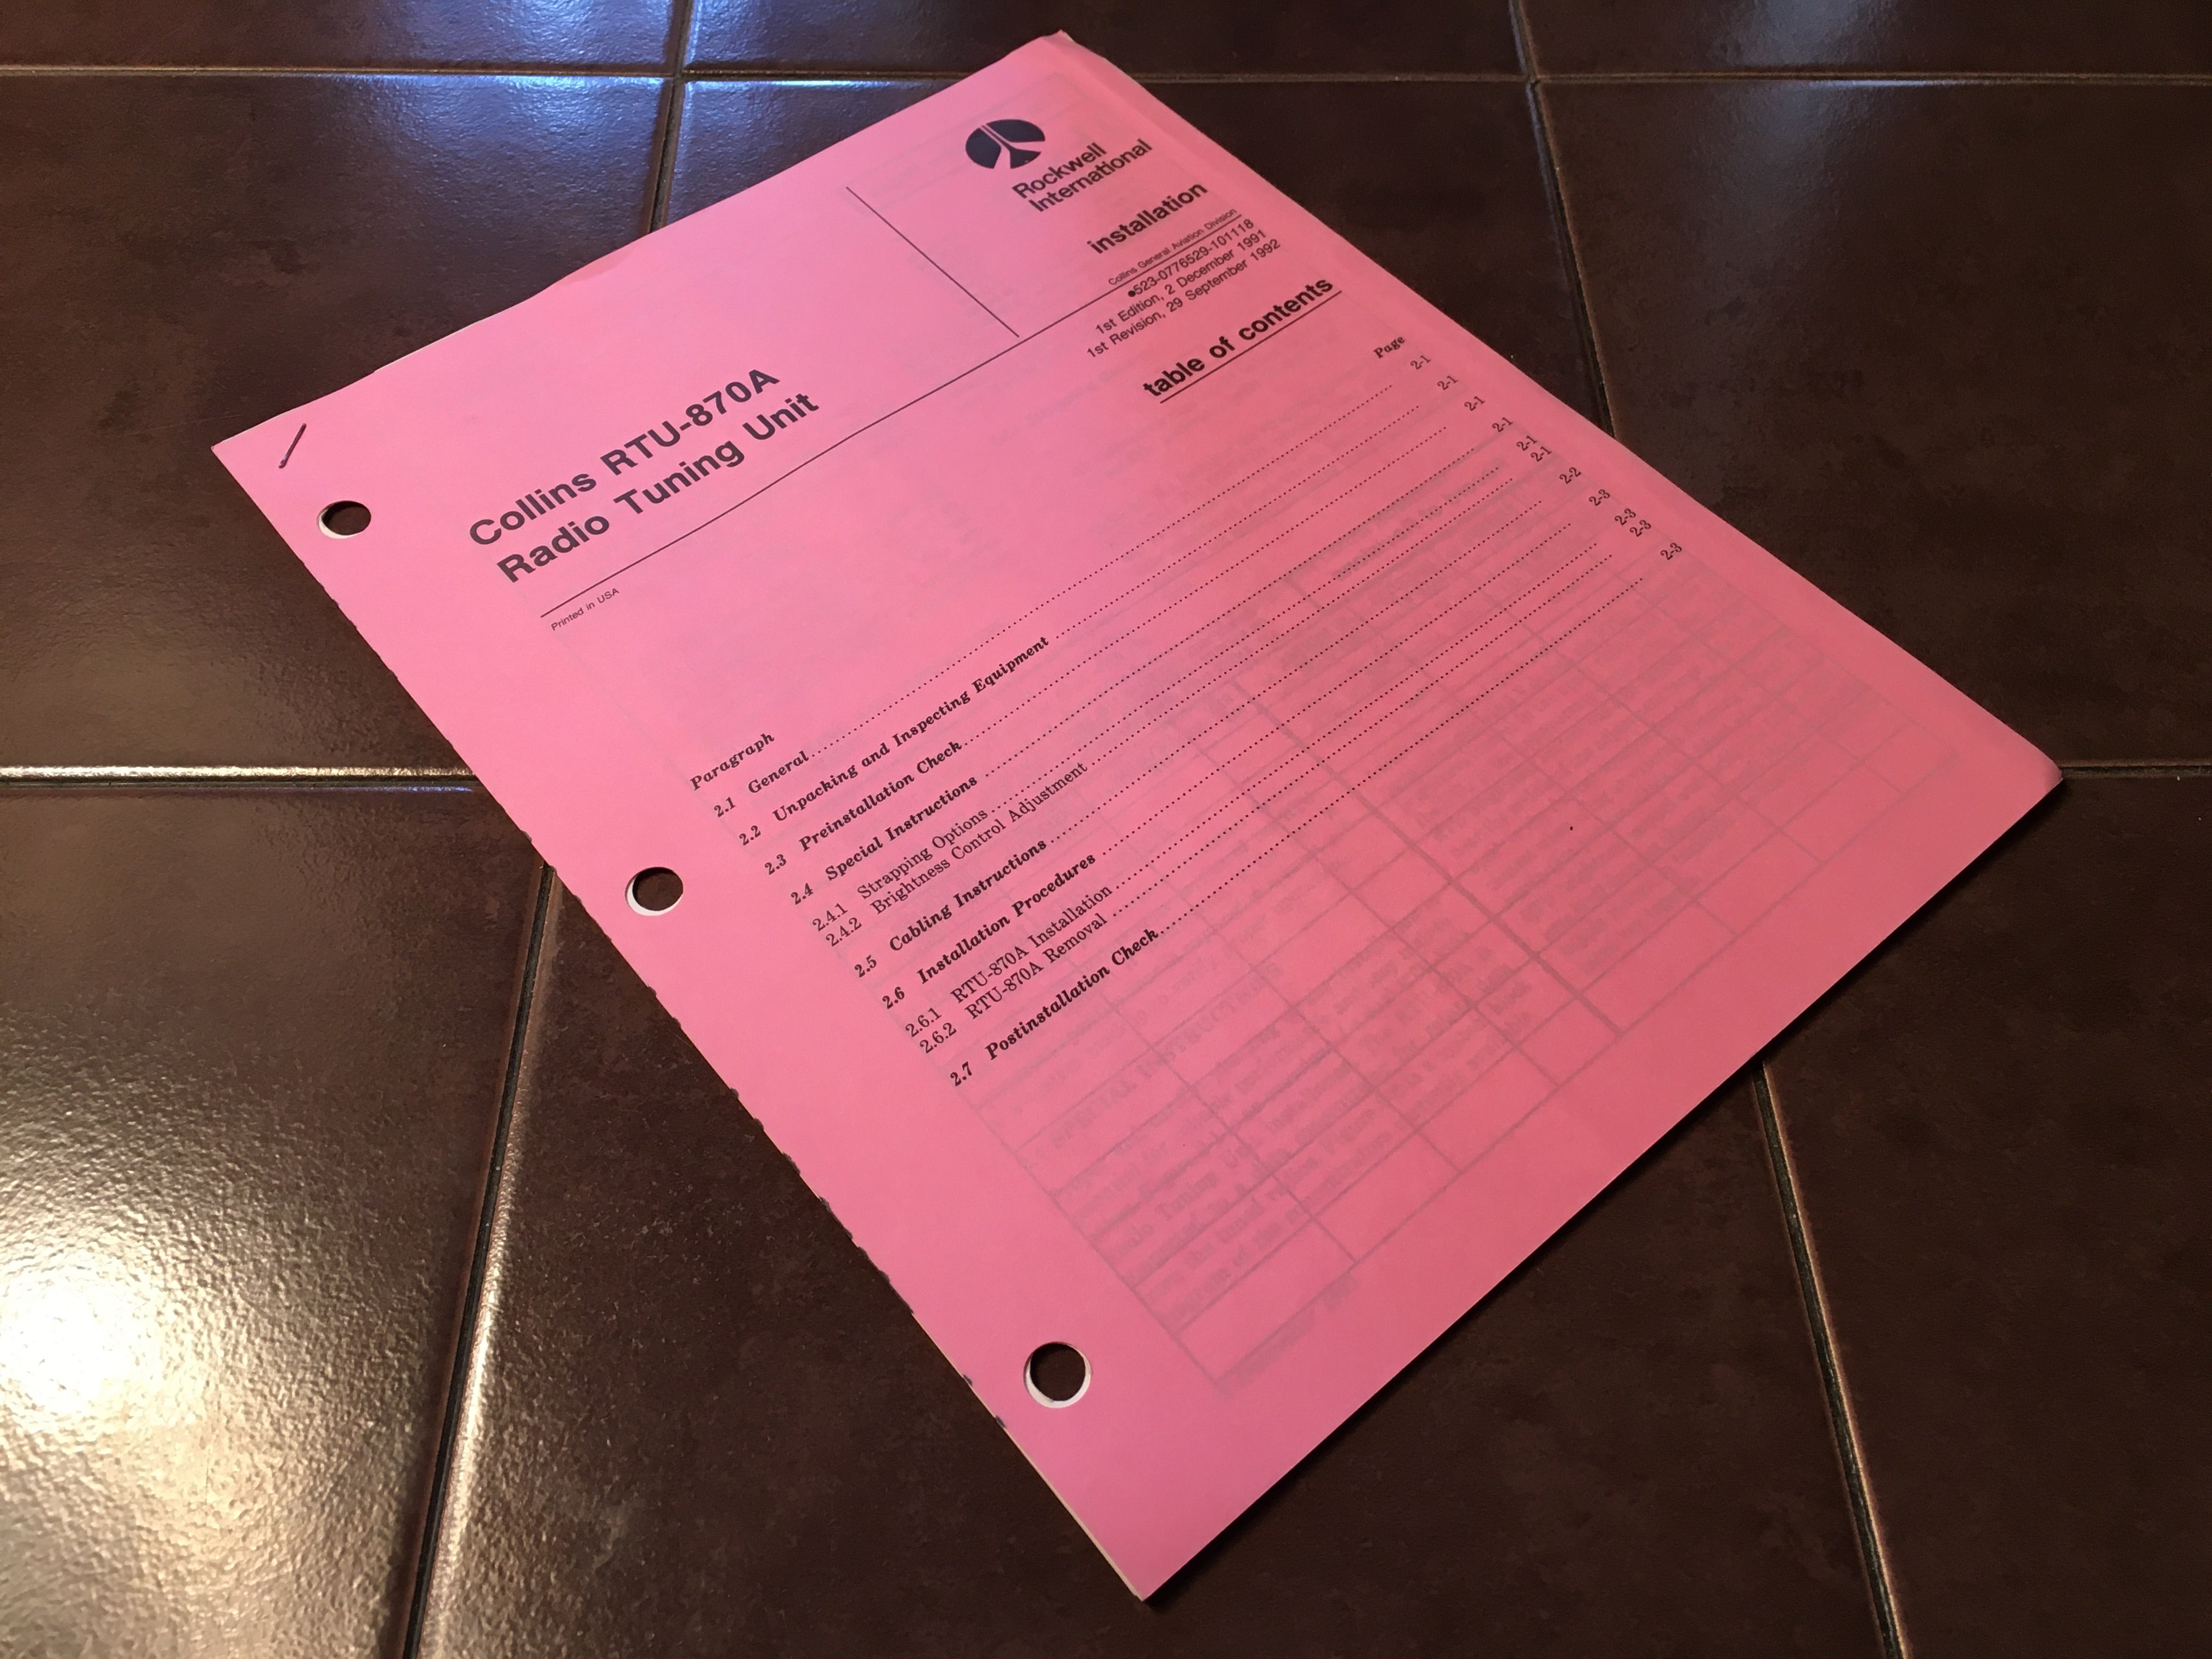 Rockwell
International
installation
Collins General Aviation Division
●523-0776529-101118
1st Edition, 2 December 1991
1st Revision, 29 September 1992
Collins RTU-870A
Radio Tuning Unit
Printed in USA
table of contents
Paragraph Page
2.1 General 2-1
2.2 Unpacking and Inspecting Equipment 2-1
2.3 Preinstallation Check 2-1
2.4 Special Instructions 2-1
2.4.1 Strapping Options 2-1
2.4.2 Brightness Control Adjustment 2-1
2.5 Cabling Instructions 2-2
2.6 Installation Procedures 2-3
2.6.1 RTU-870A Installation 2-3
2.6.2 RTU-870A Removal 2-3
2.7 Postinstallation Check 2-3